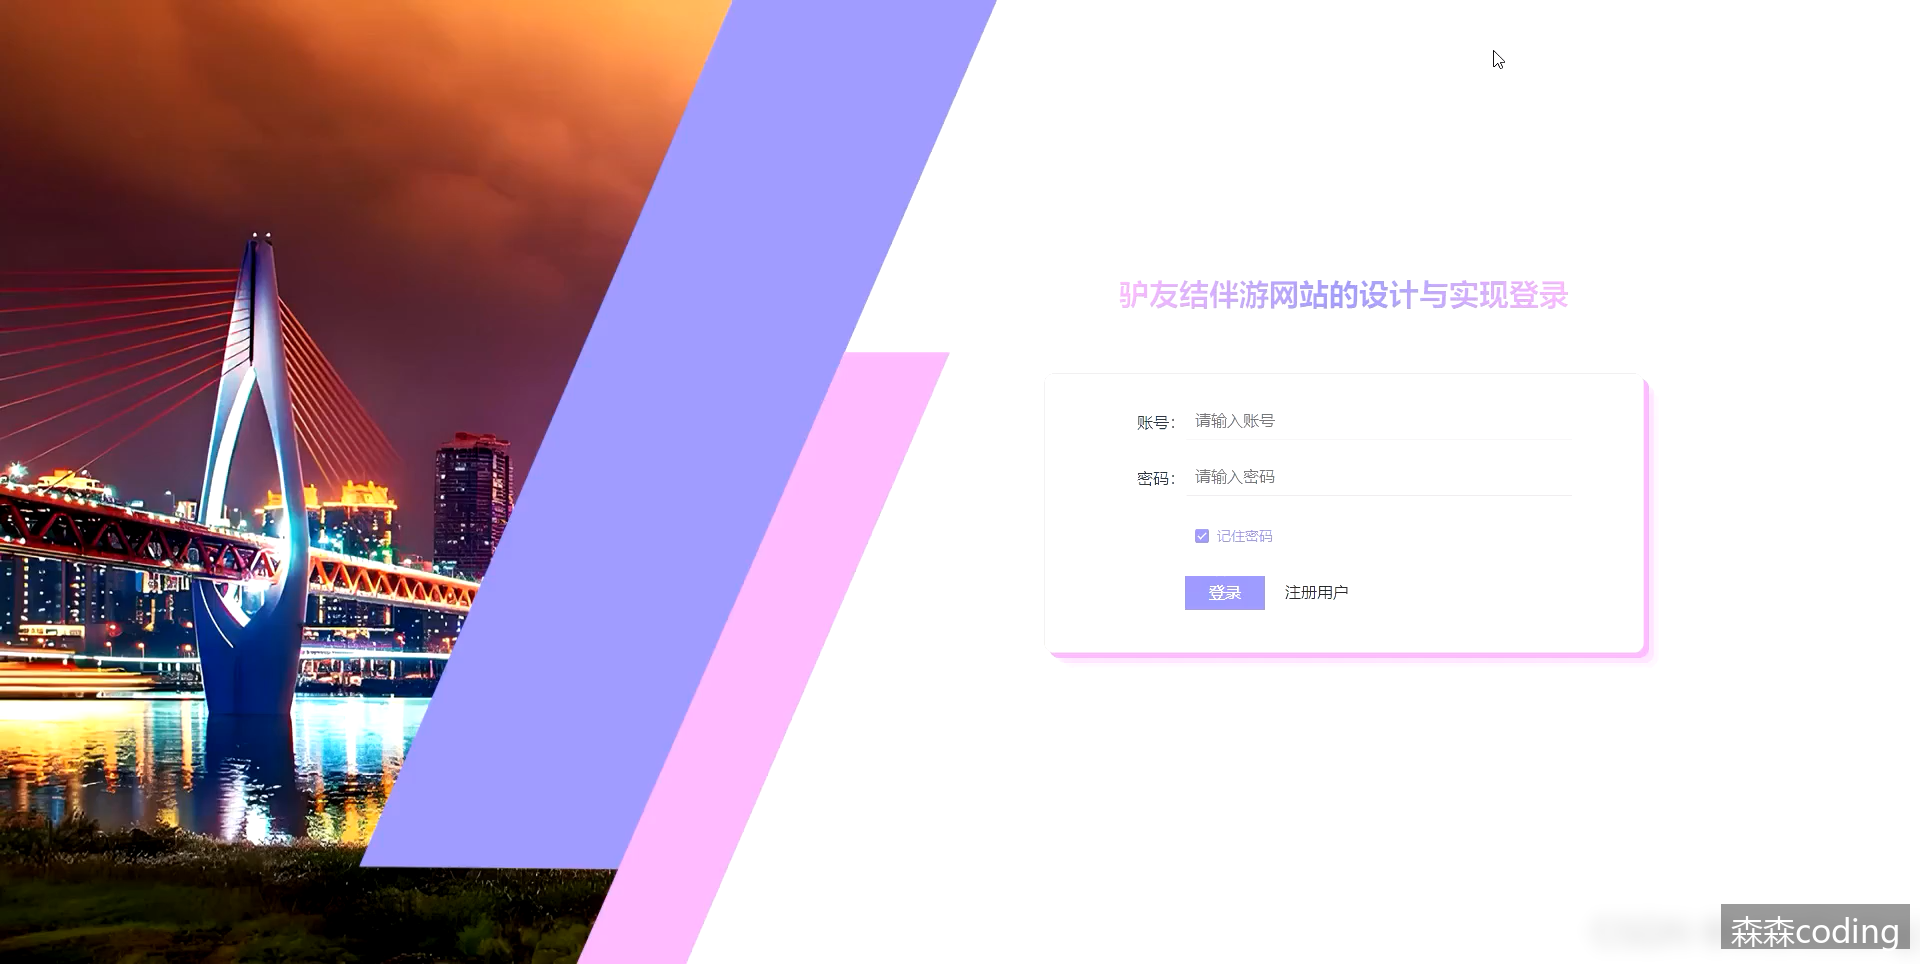 驴友结伴游网站的设计与实现登录
账号： 请输入账号
密码： 请输入密码
记住密码
登录 注册用户
森森coding